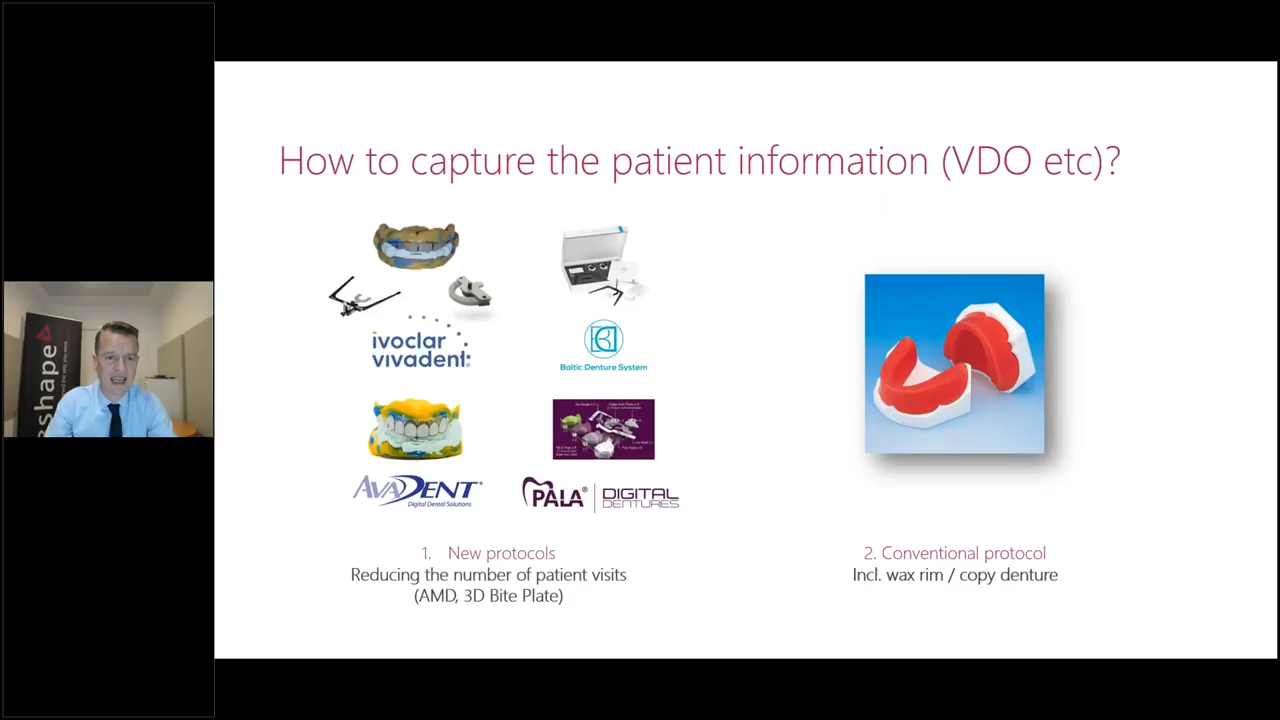 How to capture the patient information (VDO etc)?
ivoclar
vivadent:
Baltic Denture System
AVADENT
Digital Dental Solutions
PALA® DIGITAL
DENTURES
1. New protocols
Reducing the number of patient visits
(AMD, 3D Bite Plate)
2. Conventional protocol
Incl. wax rim / copy denture
shape